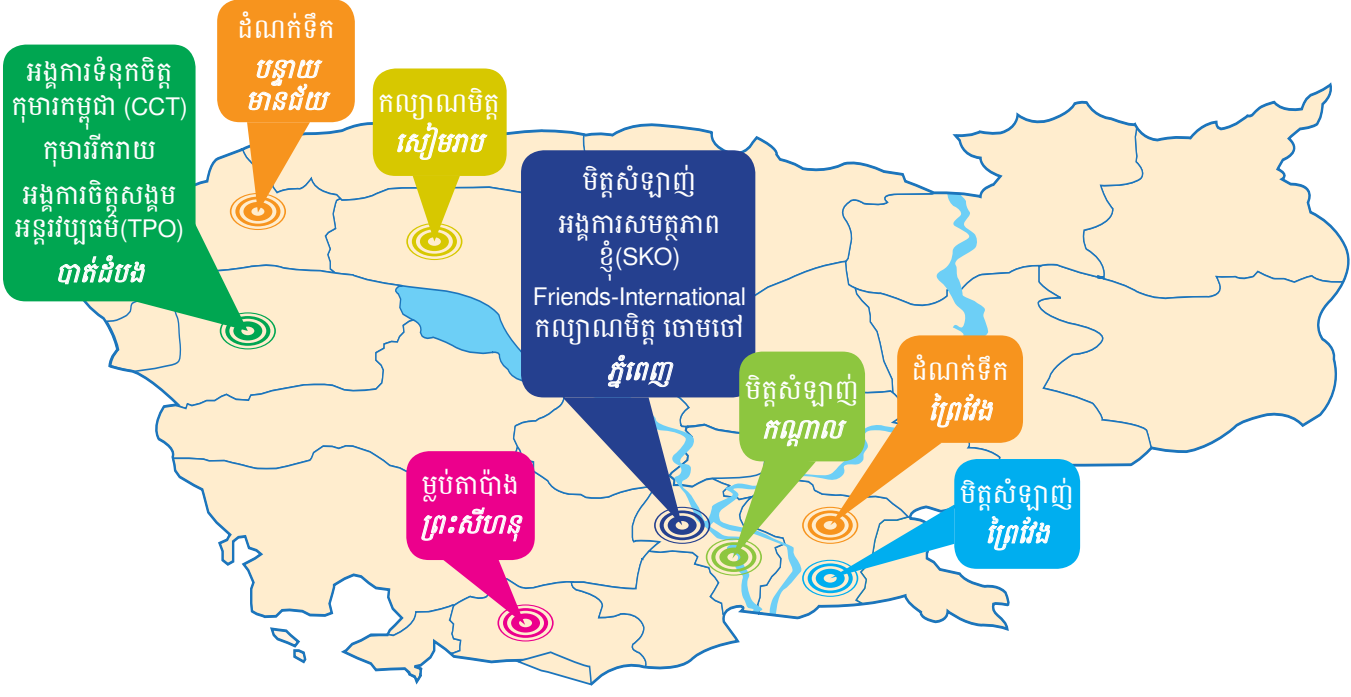 អង្គការទំនុកចិត្ត
កុមារកម្ពុជា (CCT)
កុមាររីករាយ
អង្គការចិត្តសង្គម
អន្តរវប្បធម៌(TPO)
បាត់ដំបង
ដំណក់ទឹក
បន្ទាយ
មានជ័យ
កល្យាណមិត្ត
សៀមរាប
មិត្តសំឡាញ់
អង្គការសមត្ថភាព
ខ្ញុំ(SKO)
Friends-International
កល្យាណមិត្ត ចោមចៅ
ភ្នំពេញ
មិត្តសំឡាញ់
កណ្តាល
ដំណក់ទឹក
ព្រៃវែង
មិត្តសំឡាញ់
ព្រៃវែង
ម្លប់តាប៉ាង
ព្រះសីហនុ